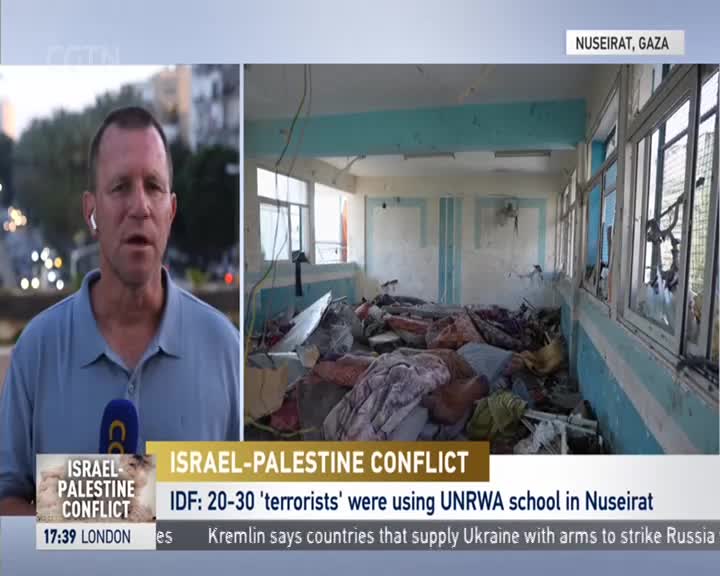 CGTN
NUSEIRAT, GAZA
ISRAEL-
PALESTINE
CONFLICT
ISRAEL-PALESTINE CONFLICT
IDF: 20-30 'terrorists' were using UNRWA school in Nuseirat
17:39 LONDON
es Kremlin says countries that supply Ukraine with arms to strike Russia